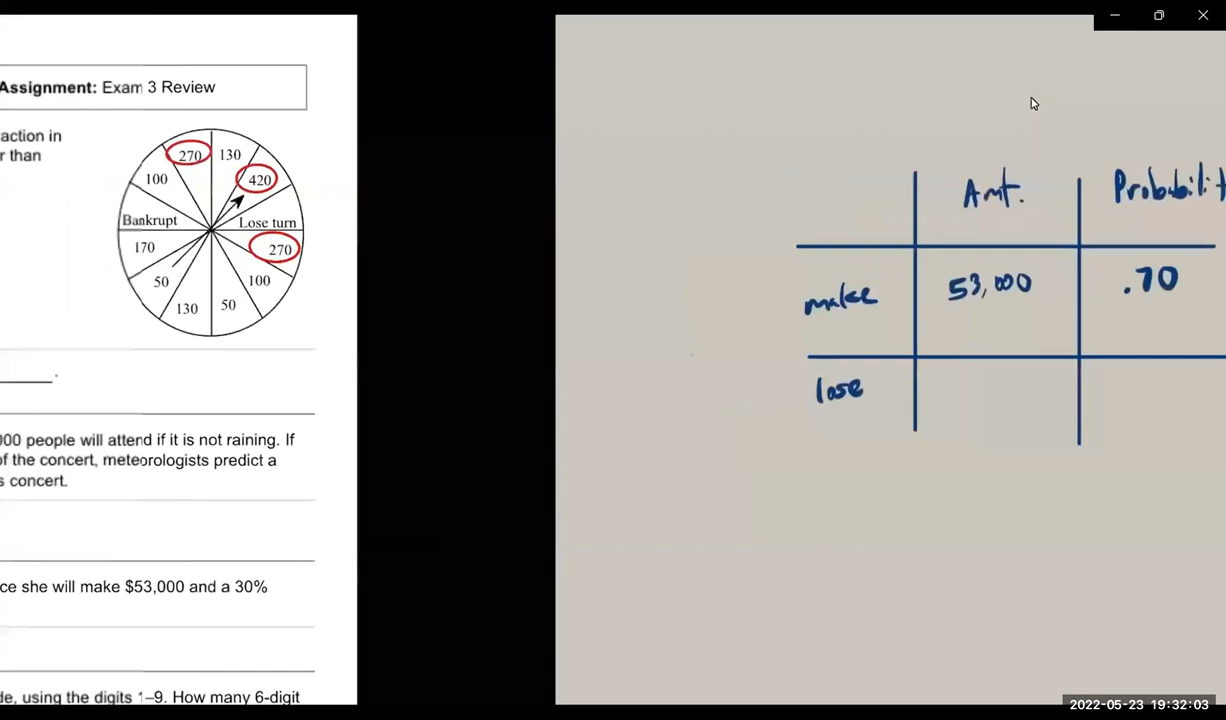 Assignment: Exam 3 Review
action in
r than
270
130
100
420
Bankrupt
Lose turn
170
270
50
100
130
50
.
000 people will attend if it is not raining. If
of the concert, meteorologists predict a
s concert.
ce she will make $53,000 and a 30%
de, using the digits 1–9. How many 6-digit
Amt. Probabilit
make 53,000 .70
lose
2022-05-23 19:32:03